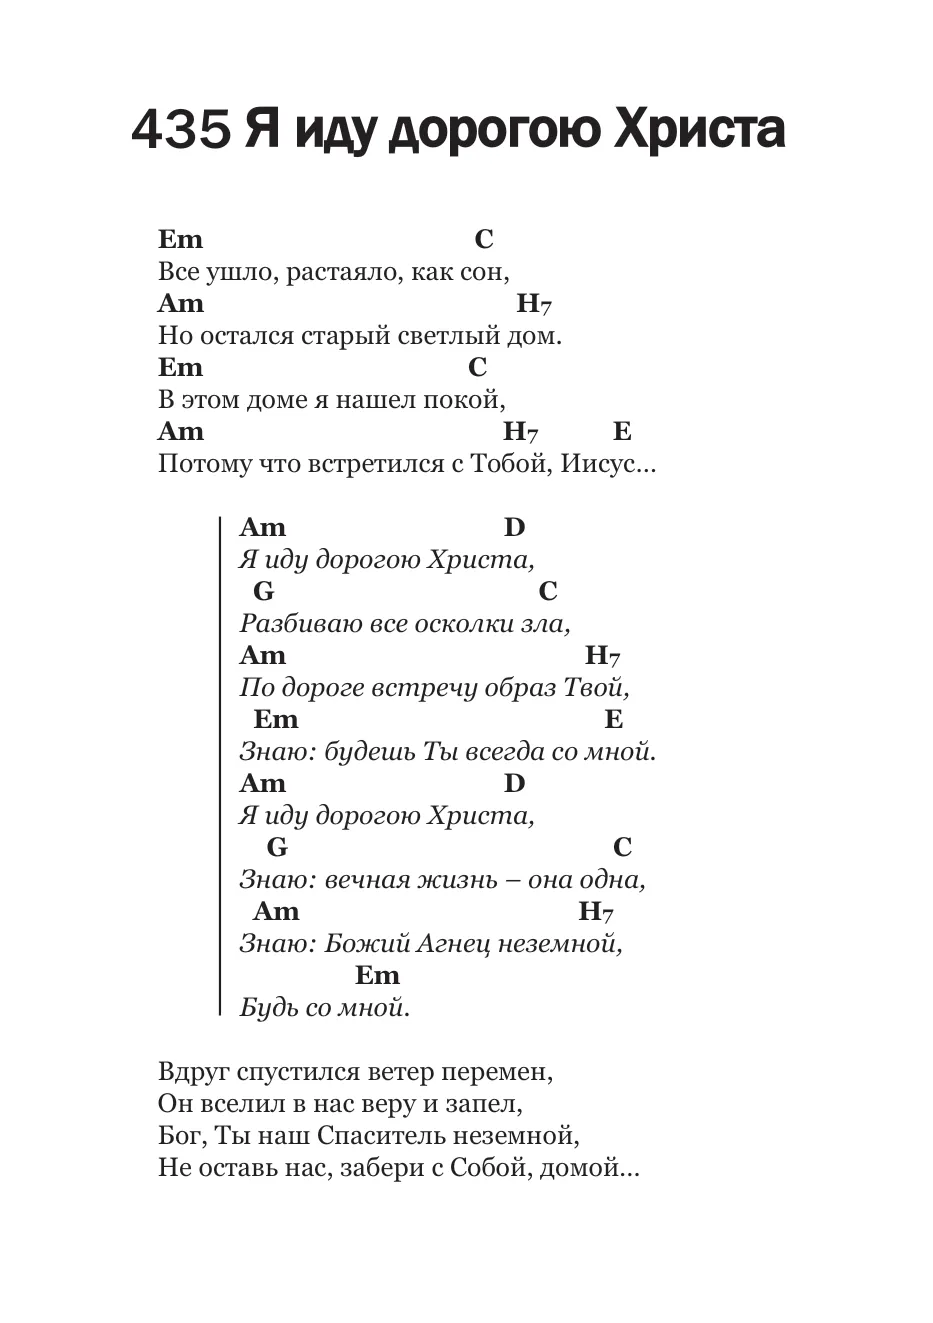 435 Я иду дорогою Христа
Em C
Все ушло, растаяло, как сон,
Am H7
Но остался старый светлый дом.
Em C
В этом доме я нашел покой,
Am H7 E
Потому что встретился с Тобой, Иисус...
Am D
Я иду дорогою Христа,
G C
Разбиваю все осколки зла,
Am H7
По дороге встречу образ Твой,
Em E
Знаю: будешь Ты всегда со мной.
Am D
Я иду дорогою Христа,
G C
Знаю: вечная жизнь – она одна,
Am H7
Знаю: Божий Агнец неземной,
Em
Будь со мной.
Вдруг спустился ветер перемен,
Он вселил в нас веру и запел,
Бог, Ты наш Спаситель неземной,
Не оставь нас, забери с Собой, домой...